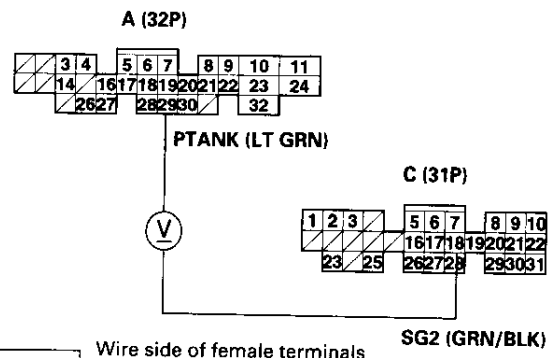 A (32P)
3 4 5 6 7 8 9 10 11
14 16 17 18 19 20 21 22 23 24
26 27 28 29 30 32
PTANK (LT GRN)
V
C (31P)
1 2 3 5 6 7 8 9 10
16 17 18 19 20 21 22
23 25 26 27 28 29 30 31
SG2 (GRN/BLK)
Wire side of female terminals